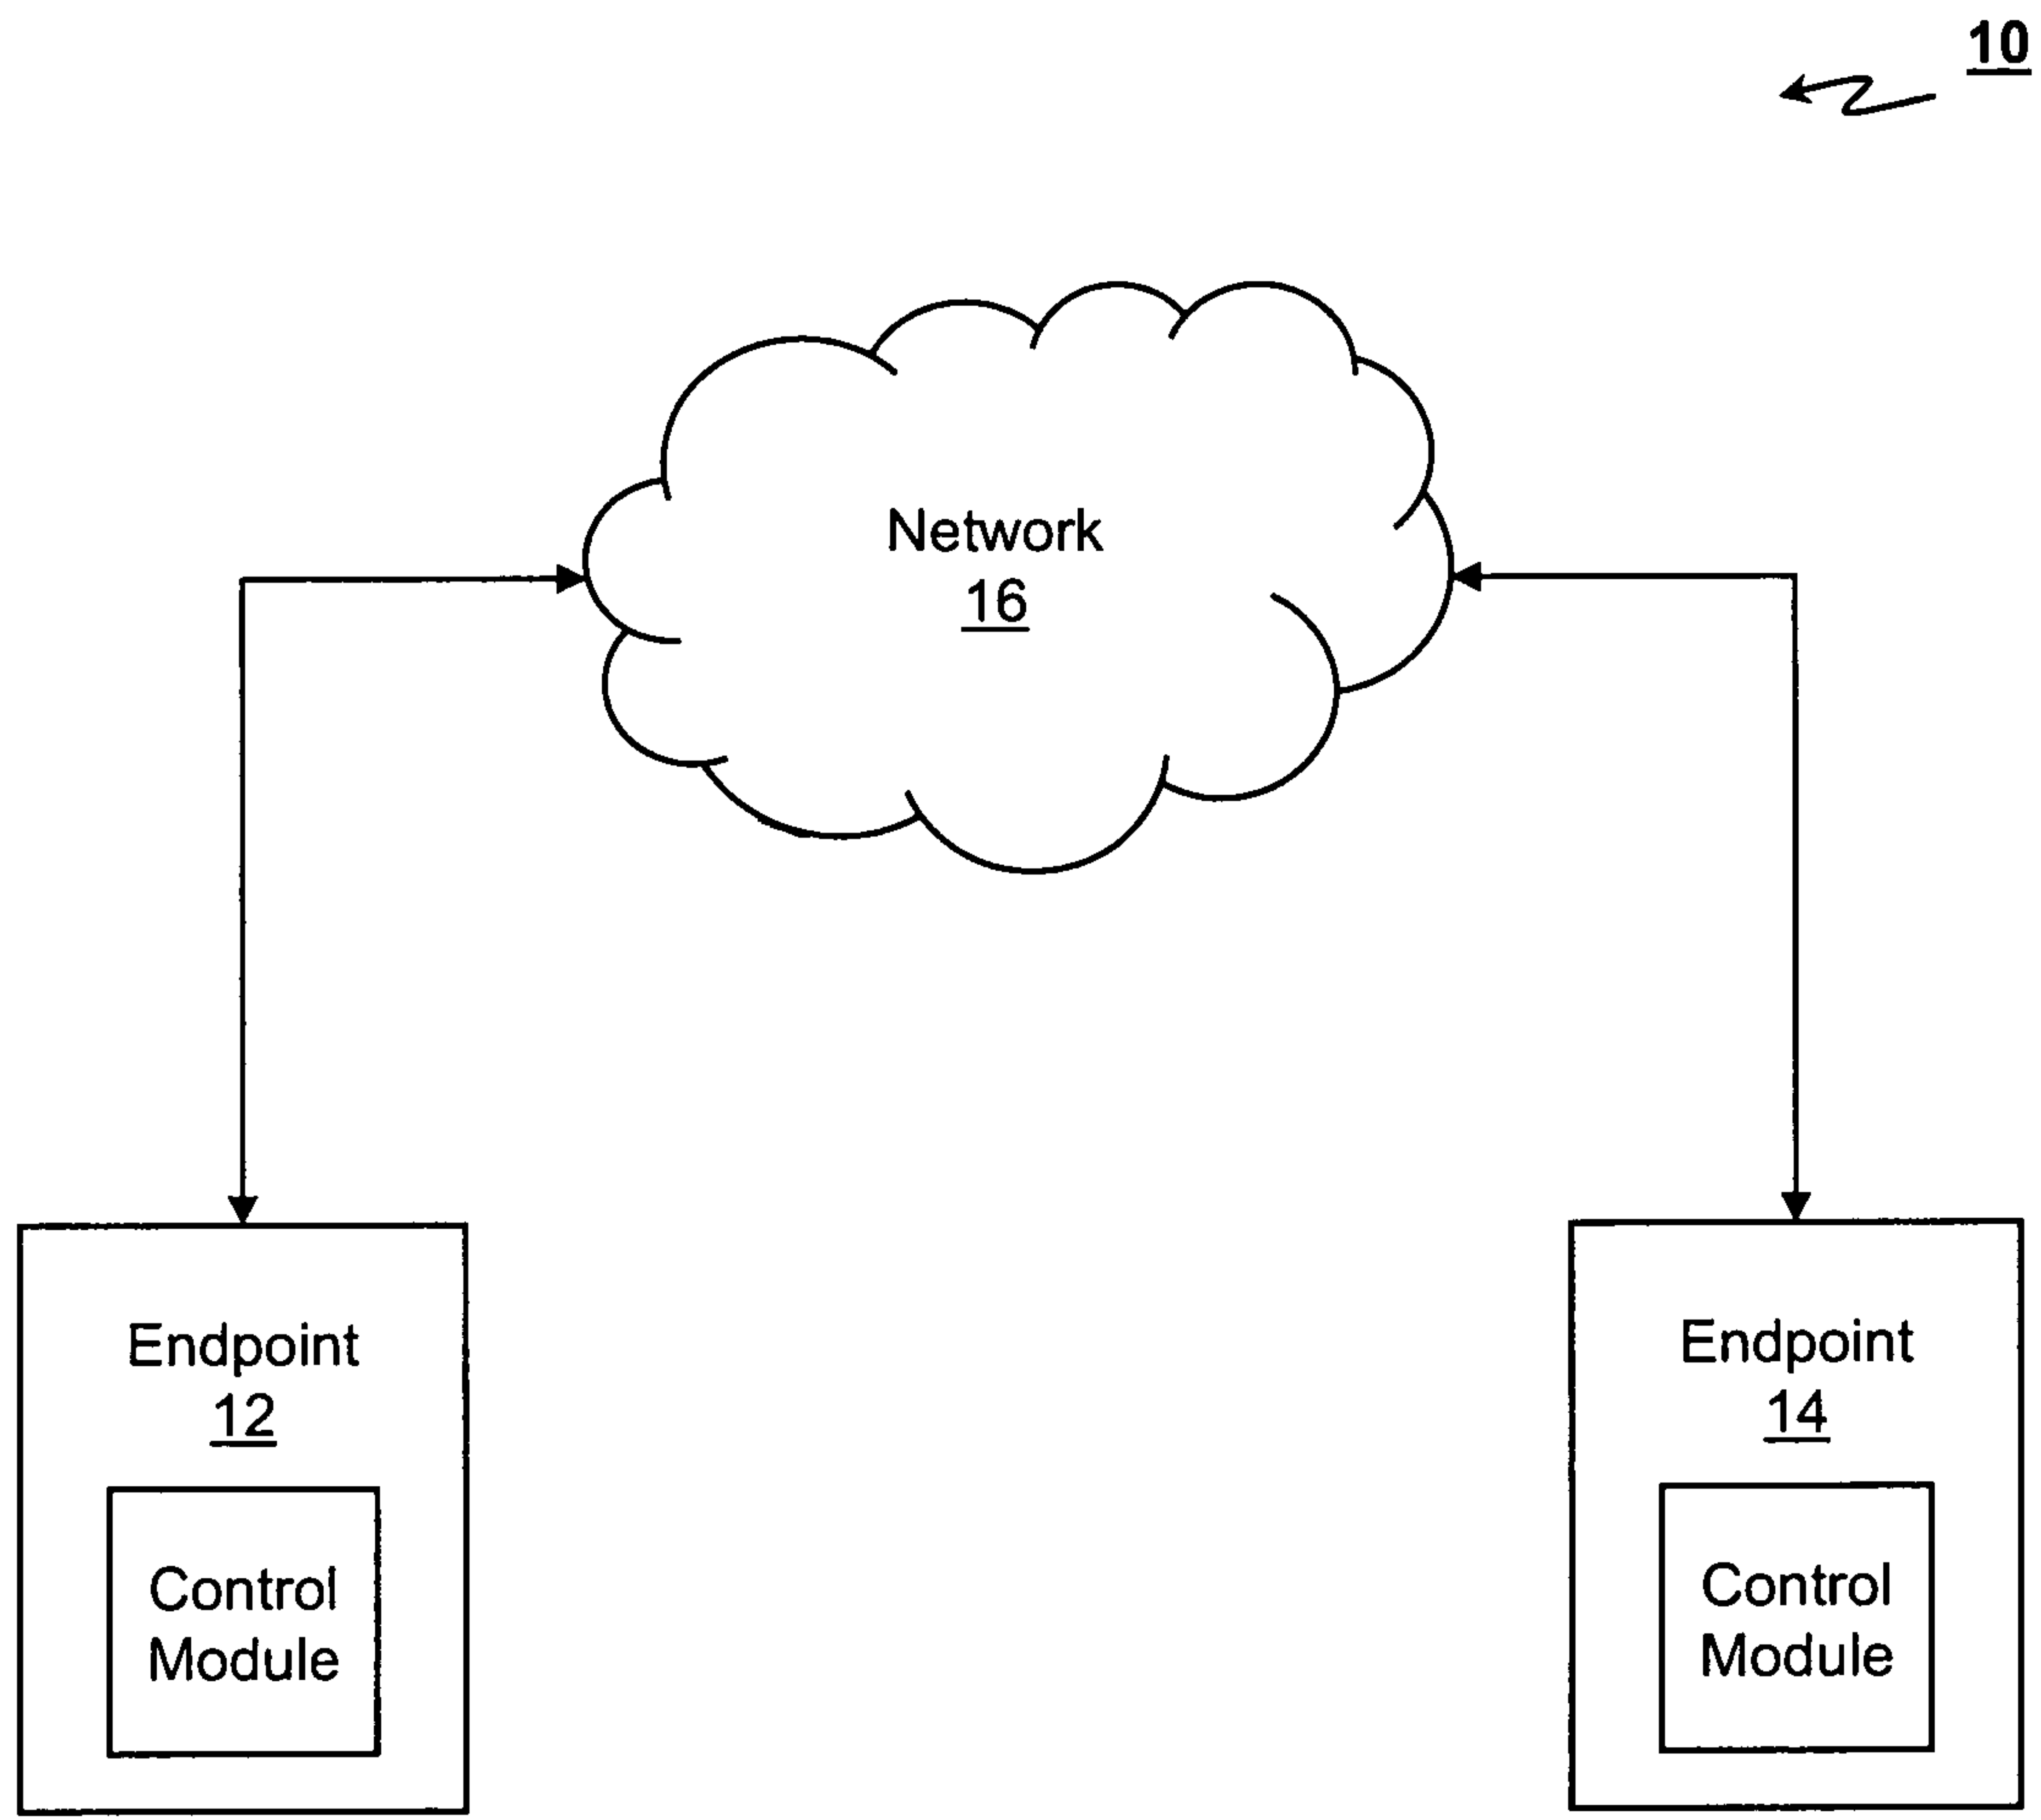 10
Network
16
Endpoint
12
Control
Module
Endpoint
14
Control
Module